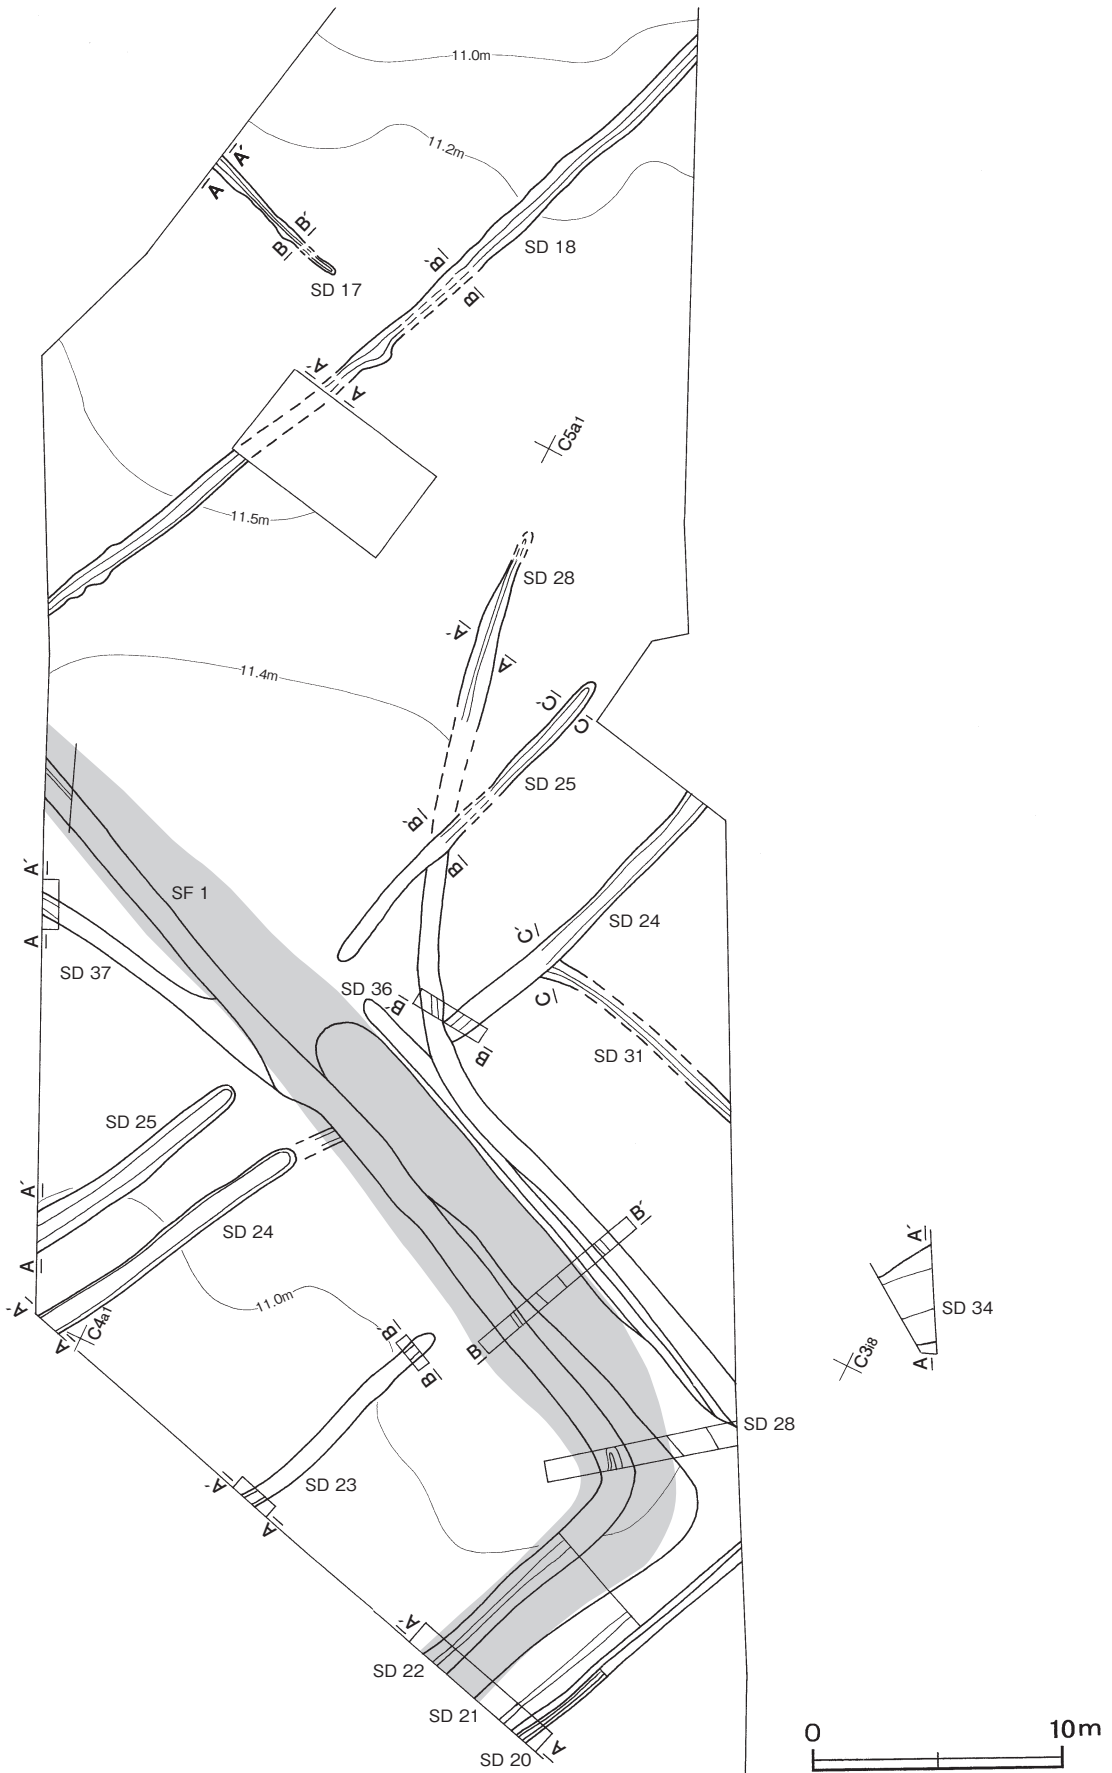 11.0m
11.2m
A´
A
B´
B
SD 17
SD 18
B´
B
A´
A
C5a1
11.5m
SD 28
A´
A
11.4m
C´
C
SD 25
B´
B
A´
SF 1
A
SD 37
SD 24
C´
C
SD 36
B´
B
SD 31
SD 25
A´
A
SD 24
A´
A
C4a1
11.0m
B´
B
B´
B
A´
SD 34
A
C3i8
SD 28
SD 23
A´
A
A´
SD 22
SD 21
SD 20
A
0 10m